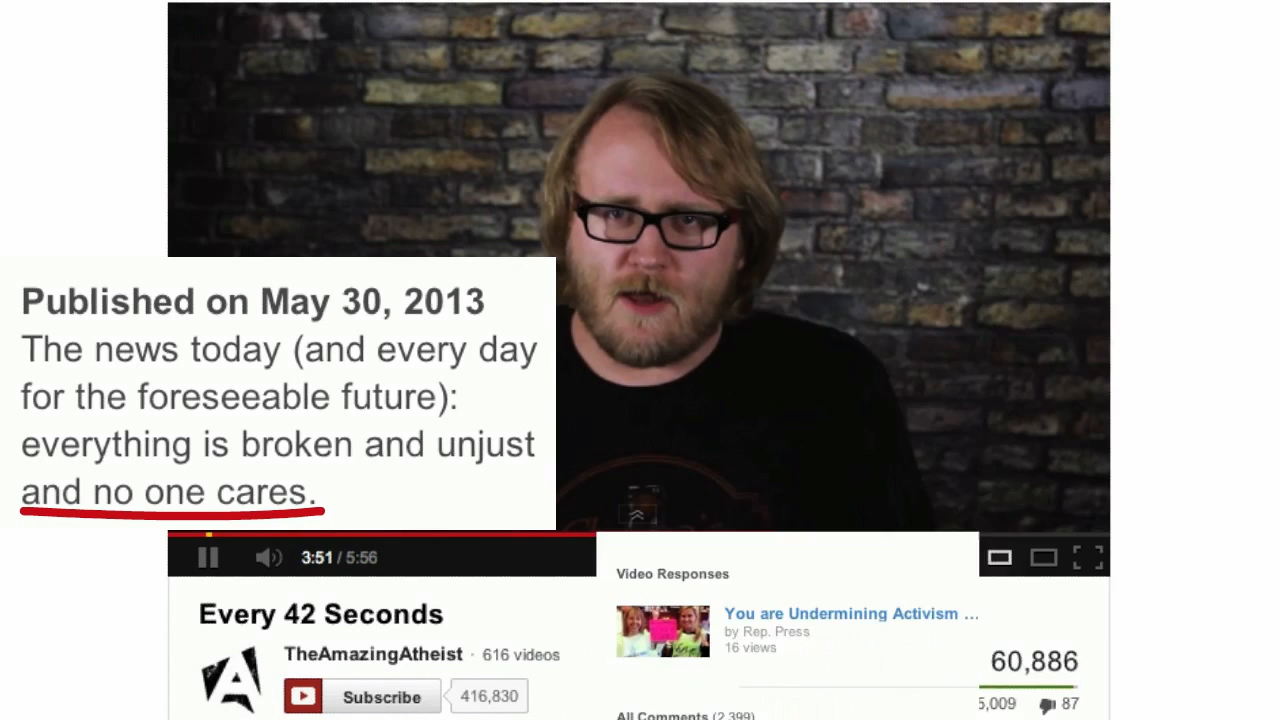 Published on May 30, 2013
The news today (and every day
for the foreseeable future):
everything is broken and unjust
and no one cares.
3:51 / 5:56
Every 42 Seconds
TheAmazingAtheist · 616 videos
Subscribe 416,830
Video Responses
You are Undermining Activism ...
by Rep. Press
16 views
60,886
5,009 87
All Comments (2,399)